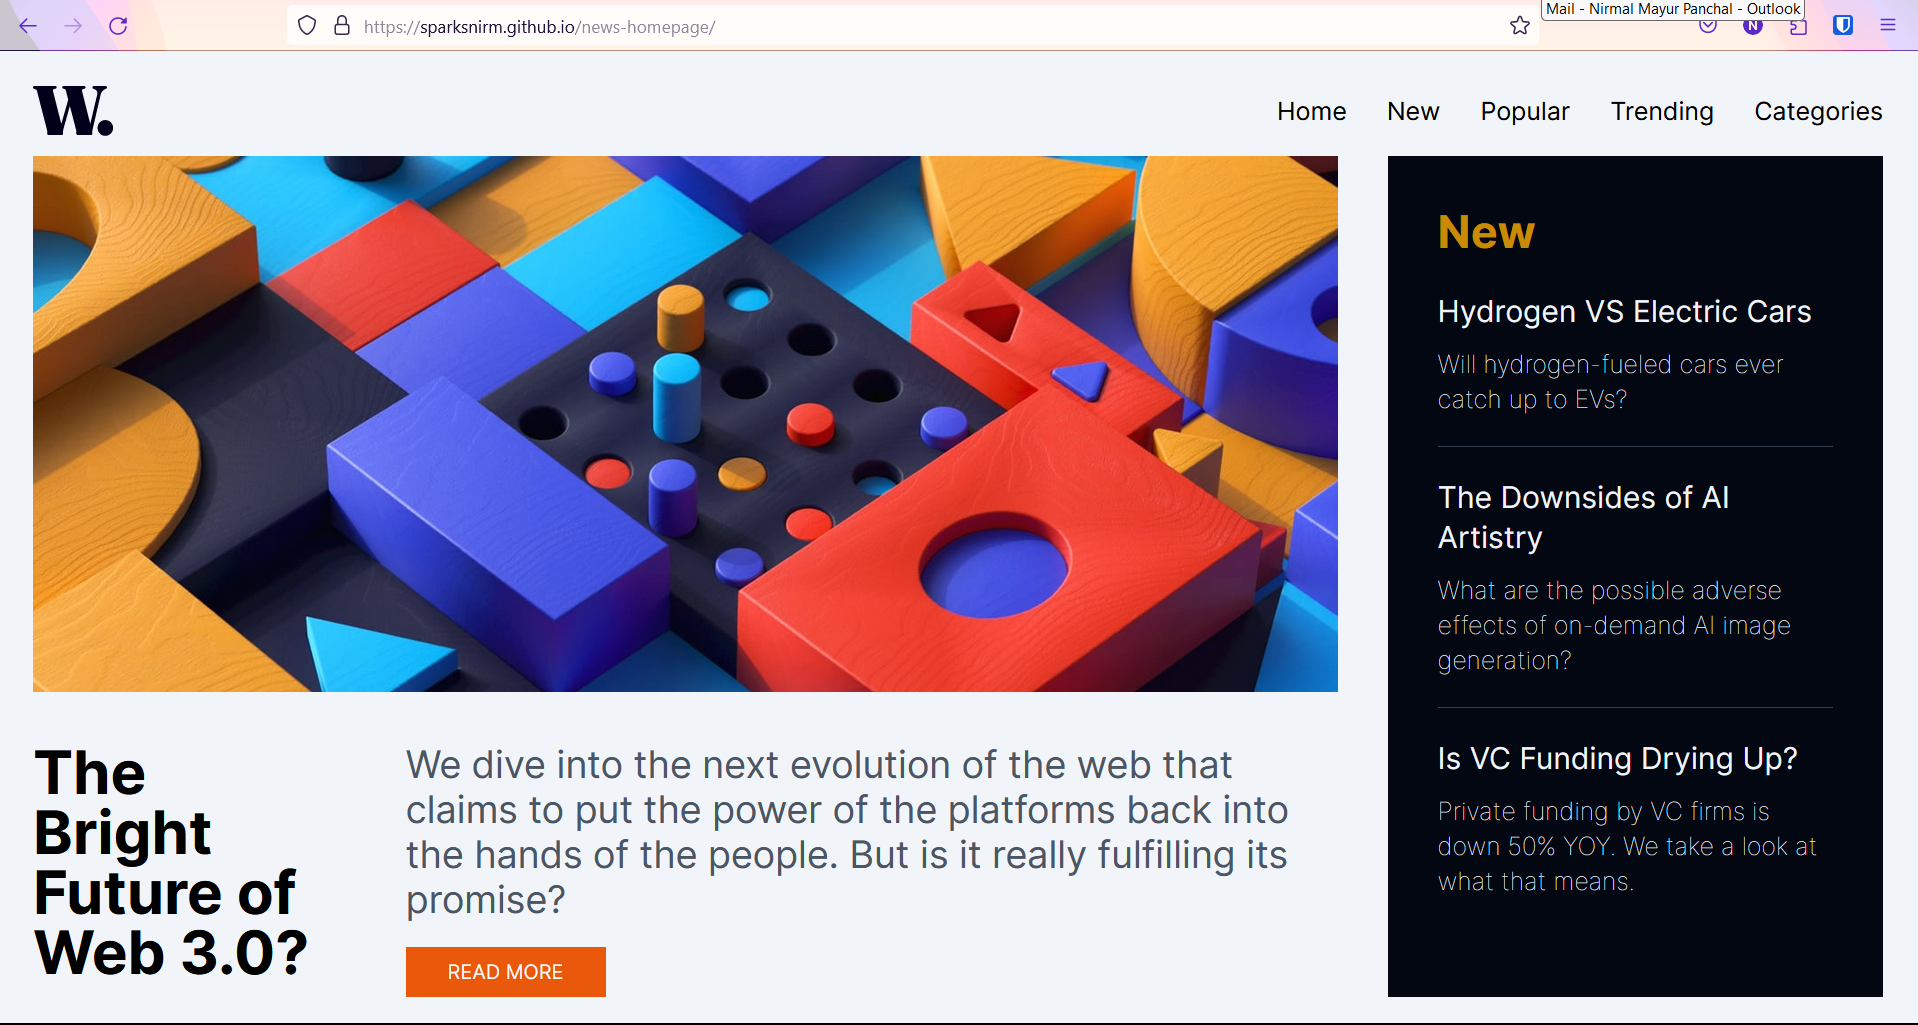 Mail - Nirmal Mayur Panchal - Outlook
https://sparksnirm.github.io/news-homepage/
N
W.
Home New Popular Trending Categories
New
Hydrogen VS Electric Cars
Will hydrogen-fueled cars ever
catch up to EVs?
The Downsides of AI
Artistry
What are the possible adverse
effects of on-demand AI image
generation?
Is VC Funding Drying Up?
Private funding by VC firms is
down 50% YOY. We take a look at
what that means.
The
Bright
Future of
Web 3.0?
We dive into the next evolution of the web that
claims to put the power of the platforms back into
the hands of the people. But is it really fulfilling its
promise?
READ MORE